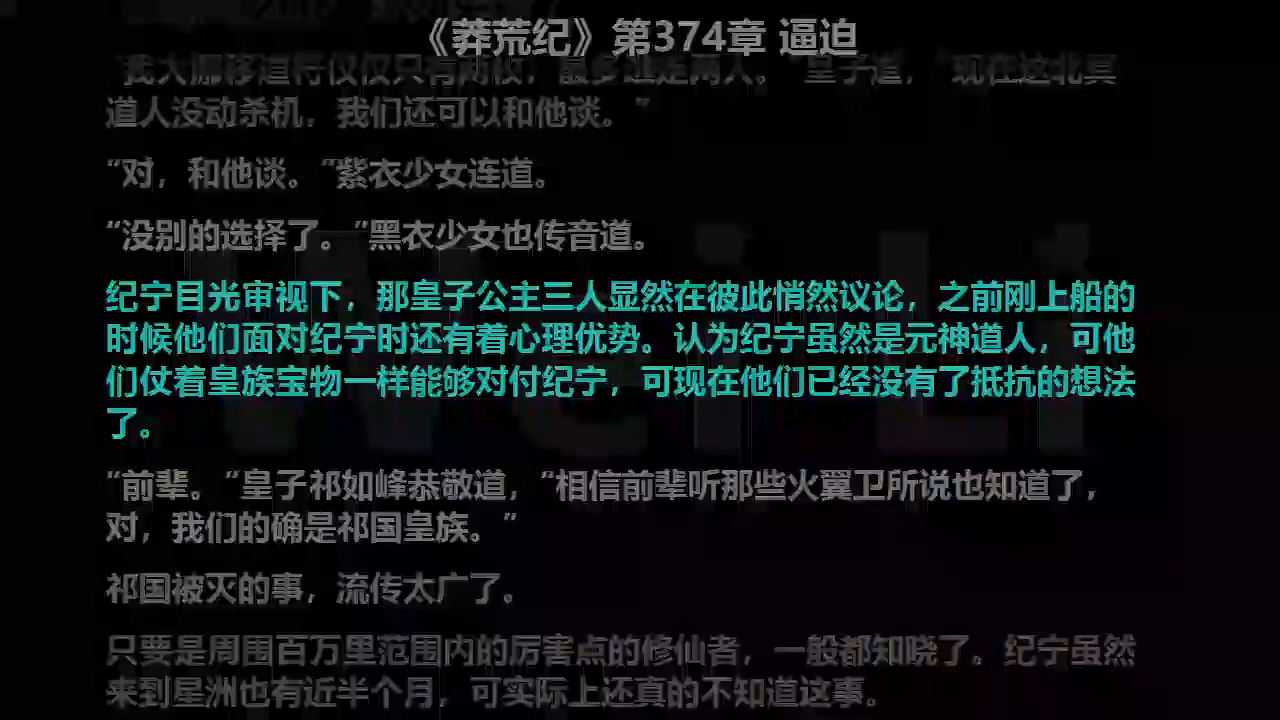 《莽荒纪》第374章 逼迫
“我大挪移道符仅仅只有两枚，最多逃走两人。”皇子道，“现在这北冥
道人没动杀机，我们还可以和他谈。”
“对，和他谈。”紫衣少女连道。
“没别的选择了。”黑衣少女也传音道。
纪宁目光审视下，那皇子公主三人显然在彼此悄然议论，之前刚上船的
时候他们面对纪宁时还有着心理优势。认为纪宁虽然是元神道人，可他
们仗着皇族宝物一样能够对付纪宁，可现在他们已经没有了抵抗的想法
了。
“前辈。”皇子祁如峰恭敬道，“相信前辈听那些火翼卫所说也知道了，
对，我们的确是祁国皇族。”
祁国被灭的事，流传太广了。
只要是周围百万里范围内的厉害点的修仙者，一般都知晓了。纪宁虽然
来到星洲也有近半个月，可实际上还真的不知道这事。